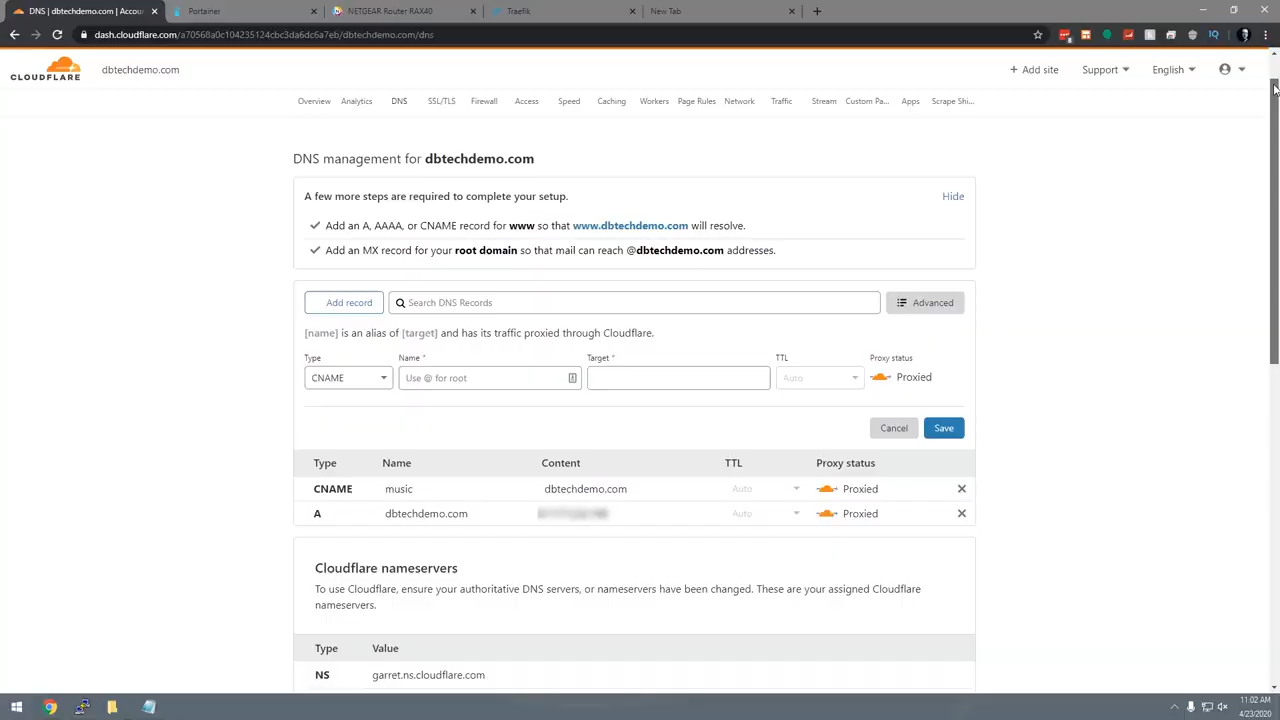 DNS | dbtechdemo.com | Accou
Portainer
NETGEAR Router RAX40
Traefik
New Tab
dash.cloudflare.com/a70568a0c104235124cbc3da6dc6a7eb/dbtechdemo.com/dns
CLOUDFLARE
dbtechdemo.com
+ Add site
Support
English
Overview
Analytics
DNS
SSL/TLS
Firewall
Access
Speed
Caching
Workers
Page Rules
Network
Traffic
Stream
Custom Pa...
Apps
Scrape Shi...
DNS management for dbtechdemo.com
A few more steps are required to complete your setup.
Hide
Add an A, AAAA, or CNAME record for www so that www.dbtechdemo.com will resolve.
Add an MX record for your root domain so that mail can reach @dbtechdemo.com addresses.
Add record
Search DNS Records
Advanced
[name] is an alias of [target] and has its traffic proxied through Cloudflare.
Type
Name *
Target *
TTL
Proxy status
CNAME
Use @ for root
Auto
Proxied
Cancel
Save
Type Name Content TTL Proxy status
CNAME music dbtechdemo.com Auto Proxied
A dbtechdemo.com Auto Proxied
Cloudflare nameservers
To use Cloudflare, ensure your authoritative DNS servers, or nameservers have been changed. These are your assigned Cloudflare
nameservers.
Type Value
NS garret.ns.cloudflare.com
11:02 AM
4/23/2020